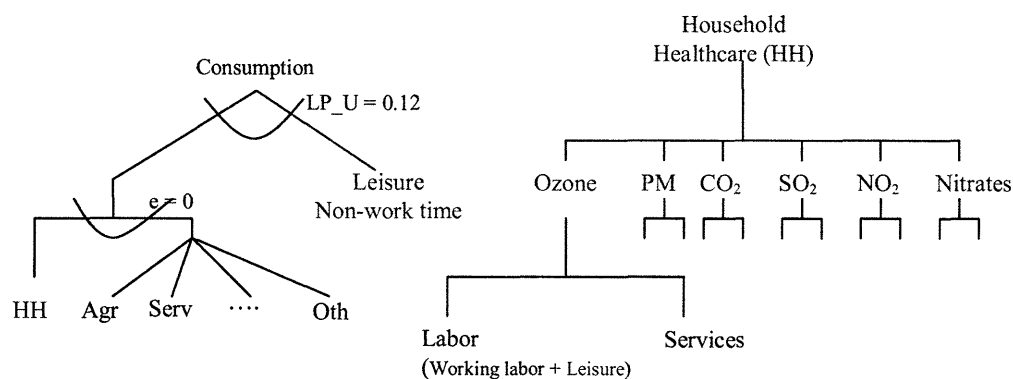 Household
Healthcare (HH)
Consumption
LP_U = 0.12
Leisure
Non-work time
e = 0
HH Agr Serv .... Oth
Ozone PM CO₂ SO₂ NO₂ Nitrates
Labor
(Working labor + Leisure)
Services